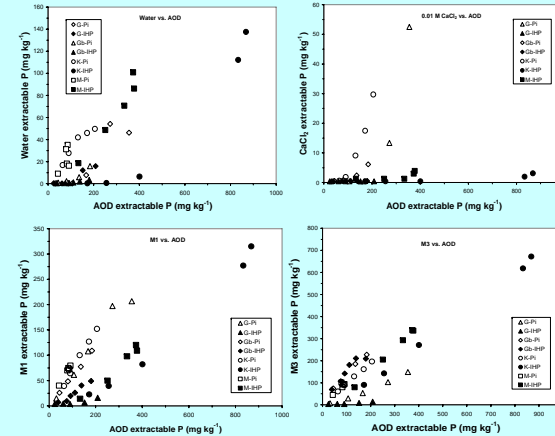 Water vs. AOD
Water extractable P (mg kg-1)
160
140
120
100
80
60
40
20
0
0
200
400
600
800
1000
AOD extractable P (mg kg-1)
G-Pi
G-IHP
Gb-Pi
Gb-IHP
K-Pi
K-IHP
M-Pi
M-IHP
0.01 M CaCl2 vs. AOD
CaCl2 extractable P (mg kg-1)
60
50
40
30
20
10
0
0
200
400
600
800
AOD extractable P (mg kg-1)
G-Pi
G-IHP
Gb-Pi
Gb-IHP
K-Pi
K-IHP
M-Pi
M-IHP
M1 vs. AOD
M1 extractable P (mg kg-1)
350
300
250
200
150
100
50
0
0
200
400
600
800
1000
AOD extractable P (mg kg-1)
G-Pi
G-IHP
Gb-Pi
Gb-IHP
K-Pi
K-IHP
M-Pi
M-IHP
M3 vs. AOD
M3 extractable P (mg kg-1)
800
700
600
500
400
300
200
100
0
0
100
200
300
400
500
600
700
800
900
AOD extractable P (mg kg-1)
G-Pi
G-IHP
Gb-Pi
Gb-IHP
K-Pi
K-IHP
M-Pi
M-IHP